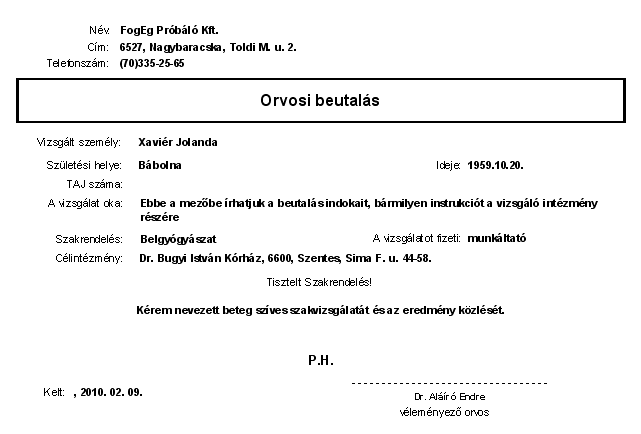 Név: FogEg Próbáló Kft.
Cím: 6527, Nagybaracska, Toldi M. u. 2.
Telefonszám: (70)335-25-65
Orvosi beutalás
Vizsgált személy: Xaviér Jolanda
Születési helye: Bábolna Ideje: 1959.10.20.
TAJ száma:
A vizsgálat oka: Ebbe a mezőbe írhatjuk a beutalás indokait, bármilyen instrukciót a vizsgáló intézmény
részére
Szakrendelés: Belgyógyászat A vizsgálatot fizeti: munkáltató
Célintézmény: Dr. Bugyi István Kórház, 6600, Szentes, Sima F. u. 44-58.
Tisztelt Szakrendelés!
Kérem nevezett beteg szíves szakvizsgálatát és az eredmény közlését.
P.H.
Kelt: , 2010. 02. 09.
Dr. Aláíró Endre
véleményező orvos